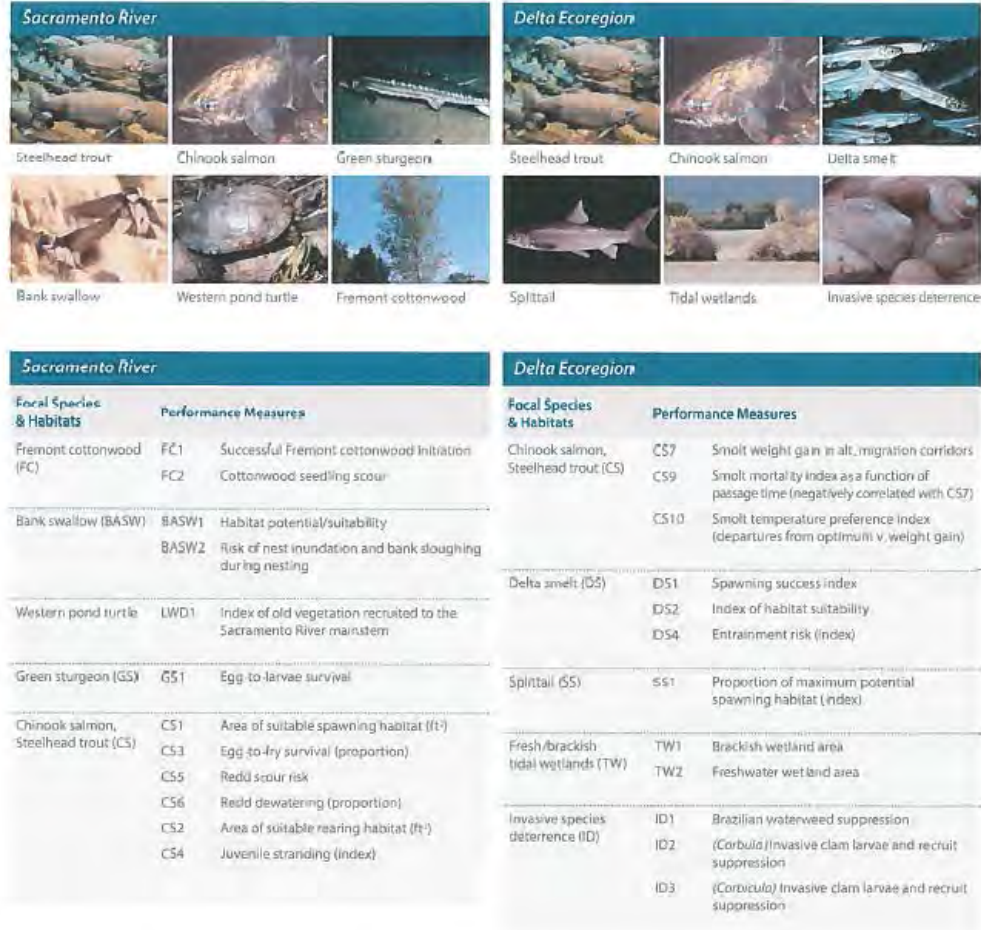 Sacramento River
Steelhead trout
Chinook salmon
Green sturgeon
Bank swallow
Western pond turtle
Fremont cottonwood
Delta Ecoregion
Steelhead trout
Chinook salmon
Delta smelt
Splittail
Tidal wetlands
Invasive species deterrence
Sacramento River
Focal Species
& Habitats
Performance Measures
Fremont cottonwood
(FC)
FC1 Successful Fremont cottonwood initiation
FC2 Cottonwood seedling scour
Bank swallow (BASW) BASW1 Habitat potential/suitability
BASW2 Risk of nest inundation and bank sloughing
during nesting
Western pond turtle LWD1 Index of old vegetation recruited to the
Sacramento River mainstem
Green sturgeon (GS) GS1 Egg-to-larvae survival
Chinook salmon,
Steelhead trout (CS)
CS1 Area of suitable spawning habitat (ft²)
CS3 Egg-to-fry survival (proportion)
CS5 Redd scour risk
CS6 Redd dewatering (proportion)
CS2 Area of suitable rearing habitat (ft²)
CS4 Juvenile stranding (index)
Delta Ecoregion
Focal Species
& Habitats
Performance Measures
Chinook salmon,
Steelhead trout (CS)
CS7 Smolt weight gain in alt. migration corridors
CS9 Smolt mortality index as a function of
passage time (negatively correlated with CS7)
CS10 Smolt temperature preference index
(departures from optimum v. weight gain)
Delta smelt (DS) DS1 Spawning success index
DS2 Index of habitat suitability
DS4 Entrainment risk (index)
Splittail (SS) SS1 Proportion of maximum potential
spawning habitat (index)
Fresh/brackish
tidal wetlands (TW)
TW1 Brackish wetland area
TW2 Freshwater wetland area
Invasive species
deterrence (ID)
ID1 Brazilian waterweed suppression
ID2 (Corbula) Invasive clam larvae and recruit
suppression
ID3 (Corbicula) Invasive clam larvae and recruit
suppression